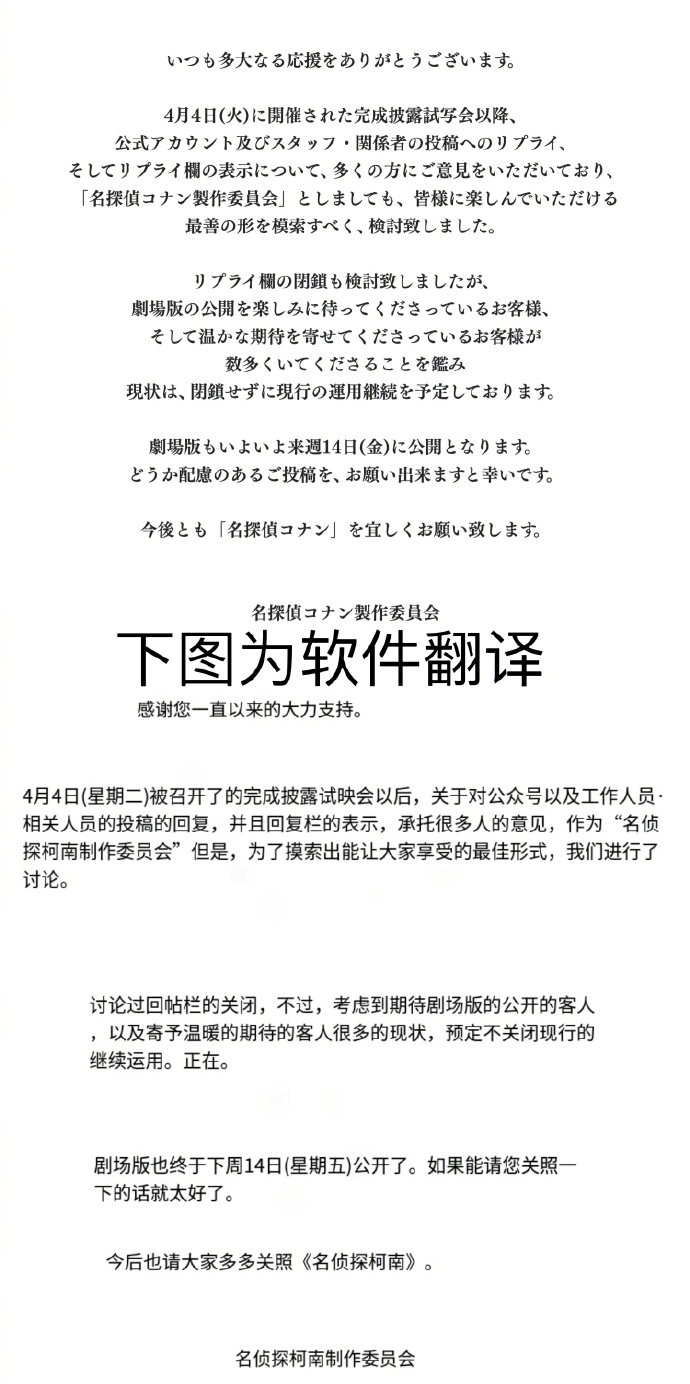 いつも多大なる応援をありがとうございます。
4月4日(火)に開催された完成披露試写会以降、
公式アカウント及びスタッフ・関係者の投稿へのリプライ、
そしてリプライ欄の表示について、多くの方にご意見をいただいており、
「名探偵コナン製作委員会」としましても、皆様に楽しんでいただける
最善の形を模索すべく、検討致しました。
リプライ欄の閉鎖も検討致しましたが、
劇場版の公開を楽しみに待ってくださっているお客様、
そして温かな期待を寄せてくださっているお客様が
数多くいてくださることを鑑み
現状は、閉鎖せずに現行の運用継続を予定しております。
劇場版もいよいよ来週14日(金)に公開となります。
どうか配慮のあるご投稿を、お願い出来ますと幸いです。
今後とも「名探偵コナン」を宜しくお願い致します。
名探偵コナン製作委員会
下图为软件翻译
感谢您一直以来的大力支持。
4月4日(星期二)被召开了的完成披露试映会以后，关于对公众号以及工作人员·
相关人员的投稿的回复，并且回复栏的表示，承托很多人的意见，作为“名侦
探柯南制作委员会”但是，为了摸索出能让大家享受的最佳形式，我们进行了
讨论。
讨论过回帖栏的关闭，不过，考虑到期待剧场版的公开的客人
，以及寄予温暖的期待的客人很多的现状，预定不关闭现行的
继续运用。正在。
剧场版也终于下周14日(星期五)公开了。如果能请您关照一
下的话就太好了。
今后也请大家多多关照《名侦探柯南》。
名侦探柯南制作委员会